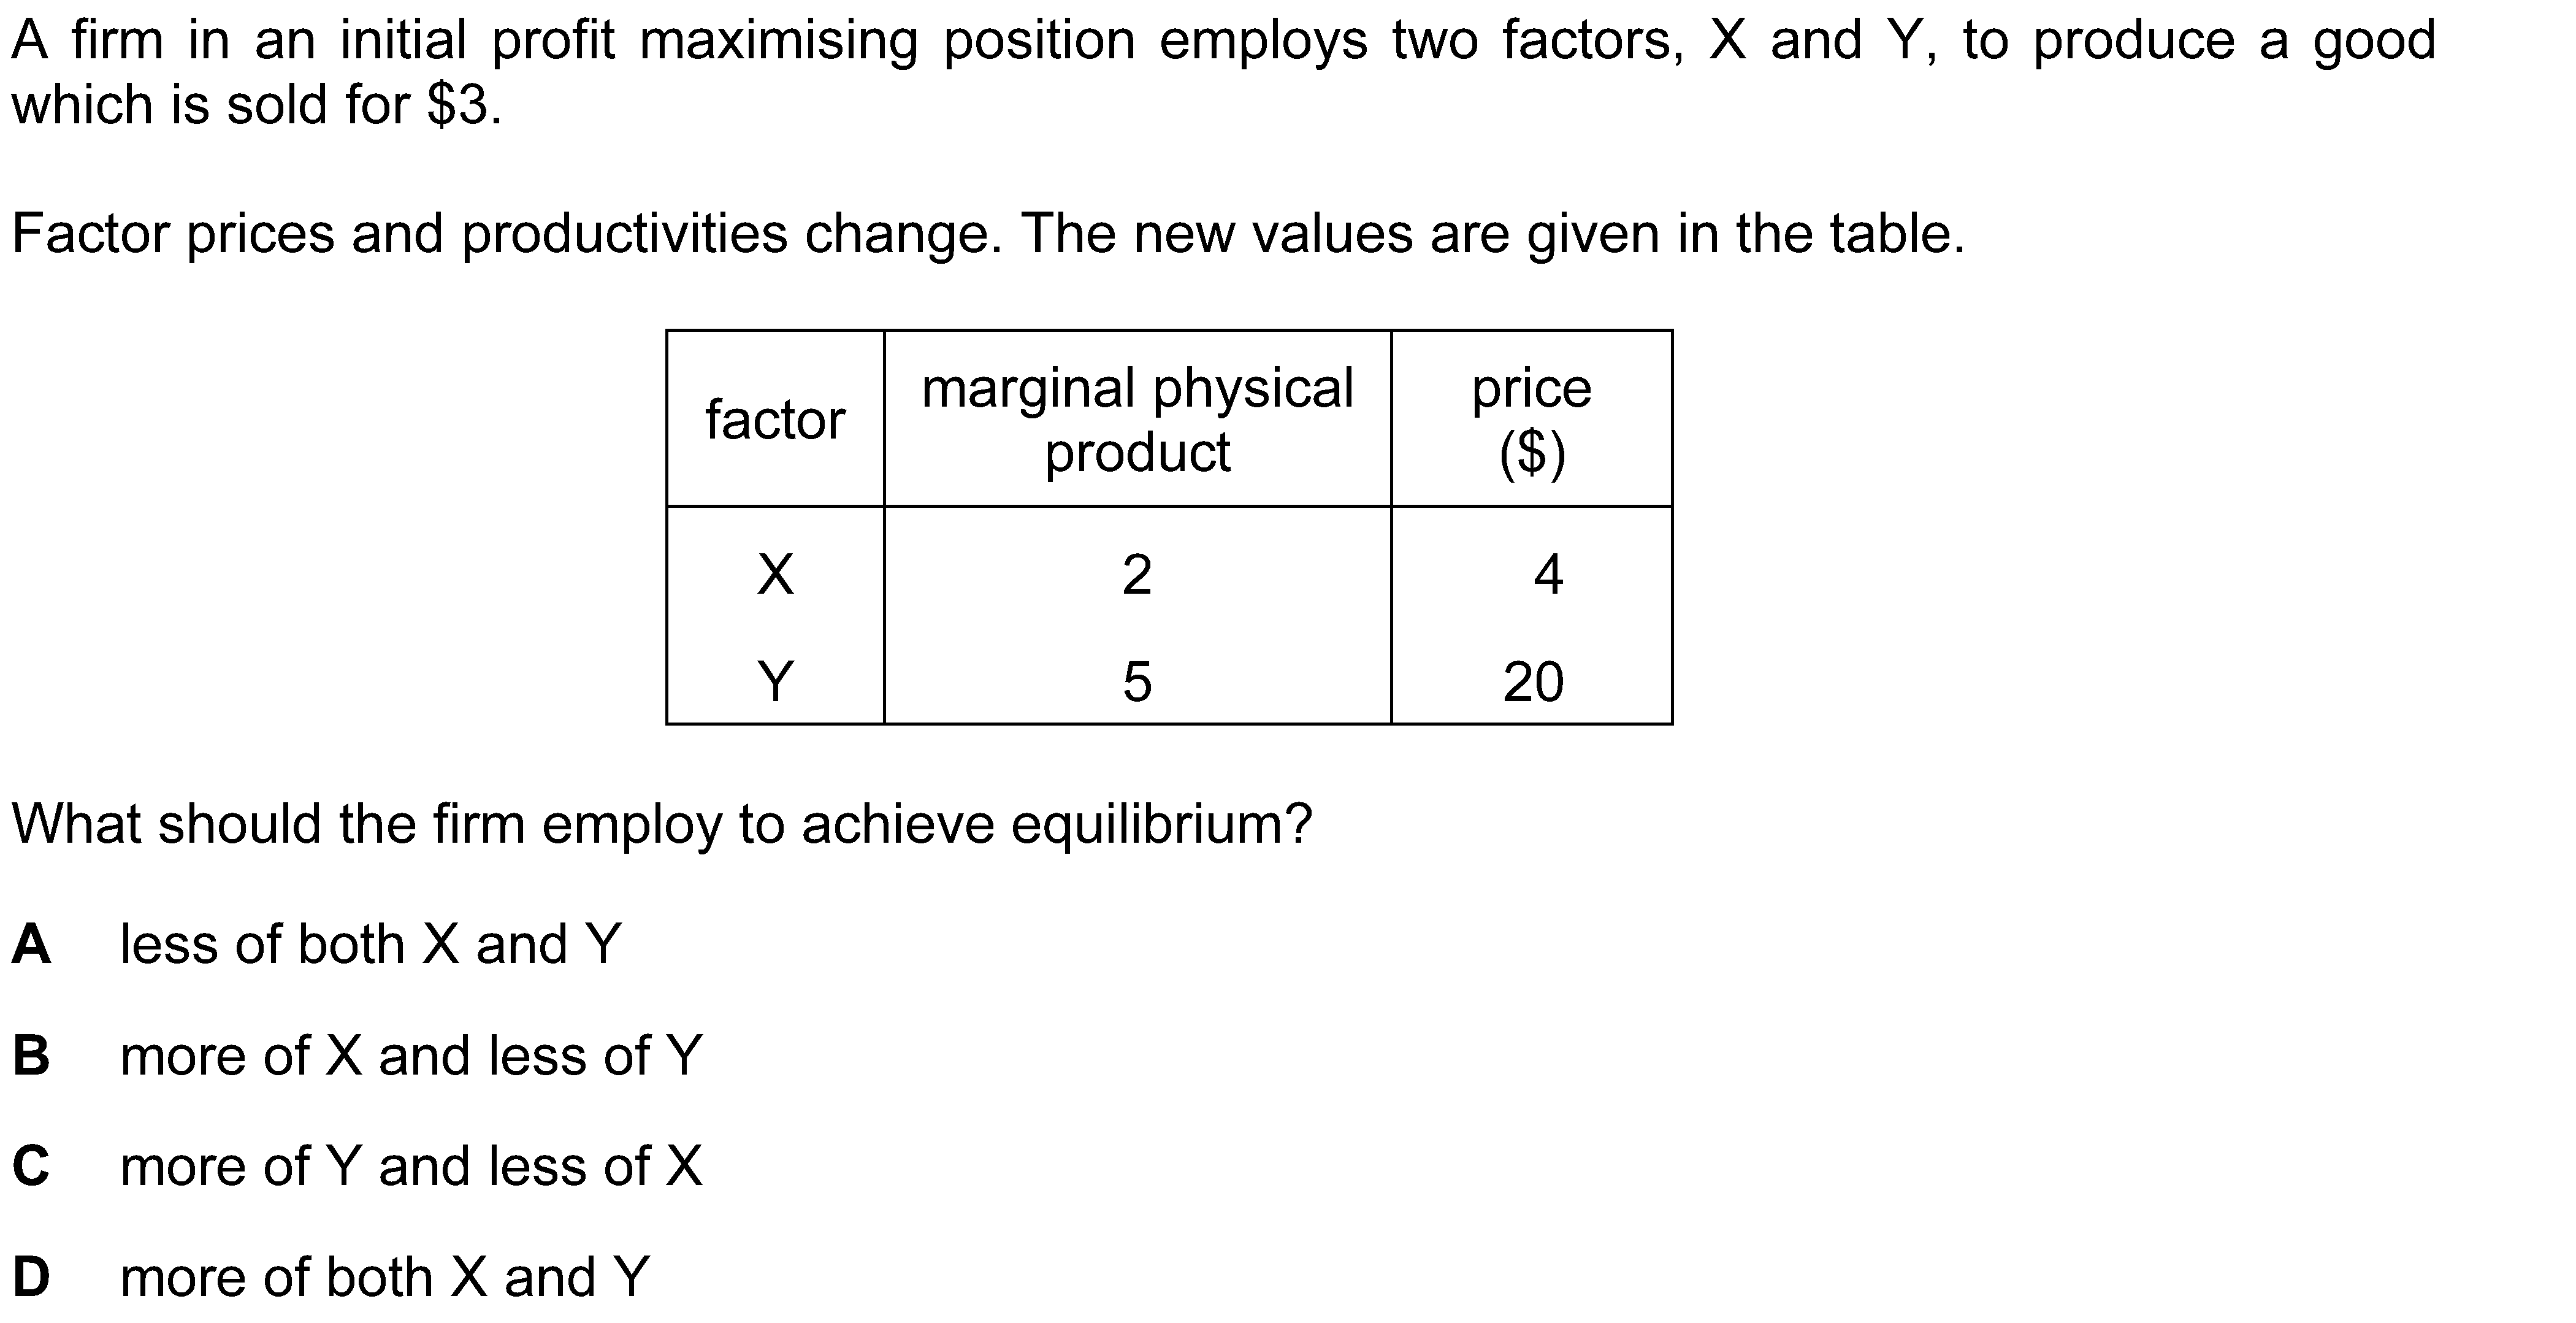 A firm in an initial profit maximising position employs two factors, X and Y, to produce a good
which is sold for $3.
Factor prices and productivities change. The new values are given in the table.
factor marginal physical product price ($)
X 2 4
Y 5 20
What should the firm employ to achieve equilibrium?
A less of both X and Y
B more of X and less of Y
C more of Y and less of X
D more of both X and Y